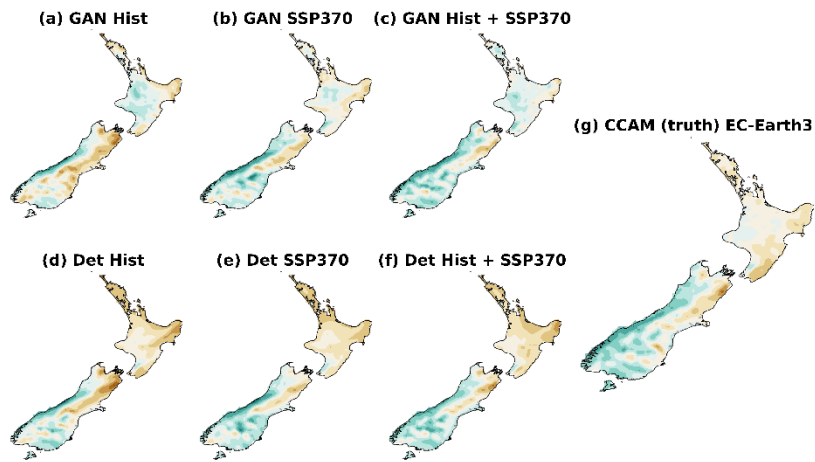 (a) GAN Hist
(b) GAN SSP370
(c) GAN Hist + SSP370
(g) CCAM (truth) EC-Earth3
(d) Det Hist
(e) Det SSP370
(f) Det Hist + SSP370